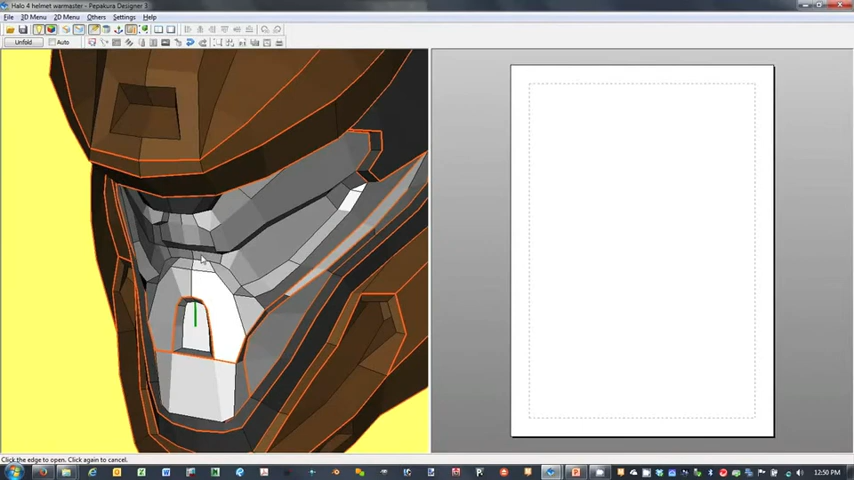 Halo 4 helmet warmaster - Pepakura Designer 3
File 3D Menu 2D Menu Others Settings Help
Unfold Auto
Click the edge to open. Click again to cancel.
12:50 PM